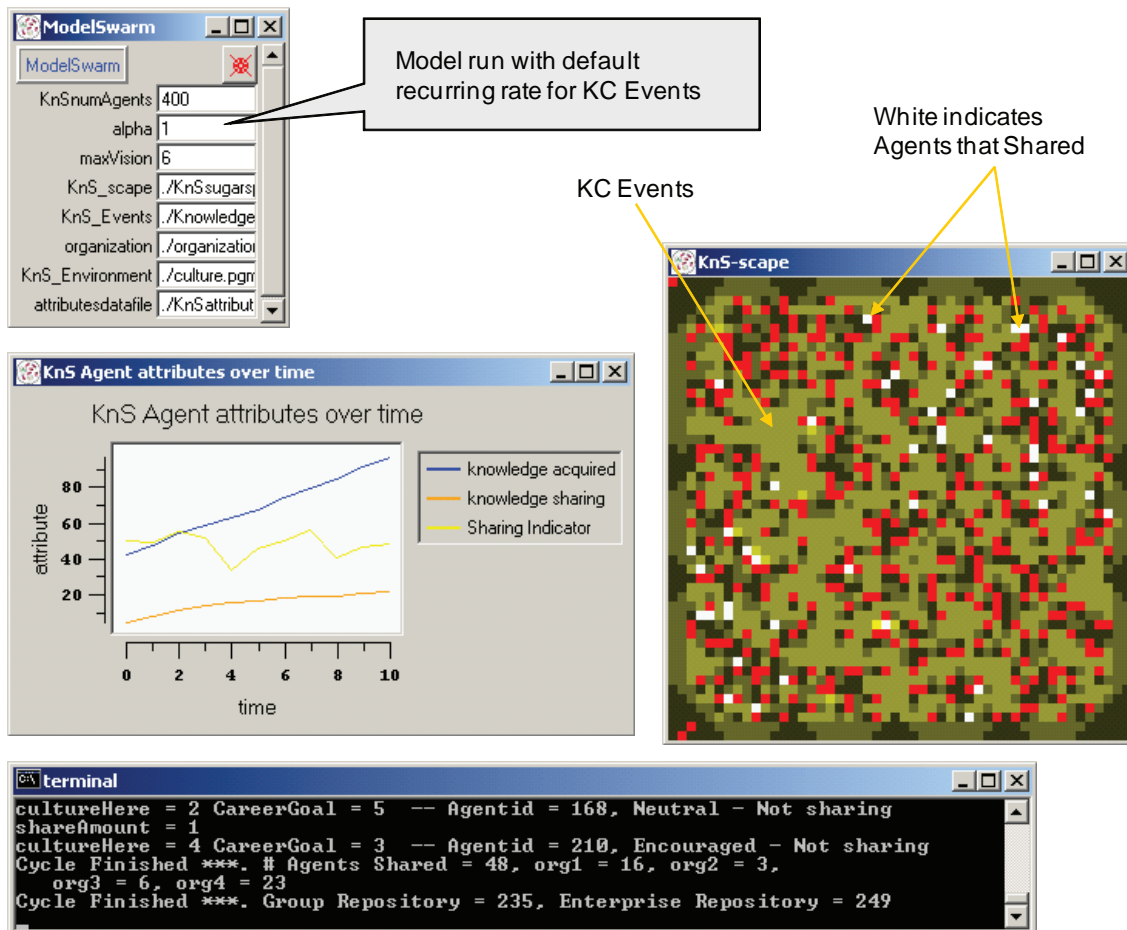 ModelSwarm
ModelSwarm
KnSnumAgents 400
alpha 1
maxVision 6
KnS_scape ./KnSsugarsp
KnS_Events ./Knowledge
organization ./organization
KnS_Environment ./culture.pgm
attributesdatafile ./KnSattribut
Model run with default
recurring rate for KC Events
White indicates
Agents that Shared
KC Events
KnS-scape
KnS Agent attributes over time
KnS Agent attributes over time
attribute
80
60
40
20
0 2 4 6 8 10
time
knowledge acquired
knowledge sharing
Sharing Indicator
terminal
cultureHere = 2 CareerGoal = 5 -- Agentid = 168, Neutral - Not sharing
shareAmount = 1
cultureHere = 4 CareerGoal = 3 -- Agentid = 210, Encouraged - Not sharing
Cycle Finished ***. # Agents Shared = 48, org1 = 16, org2 = 3,
org3 = 6, org4 = 23
Cycle Finished ***. Group Repository = 235, Enterprise Repository = 249